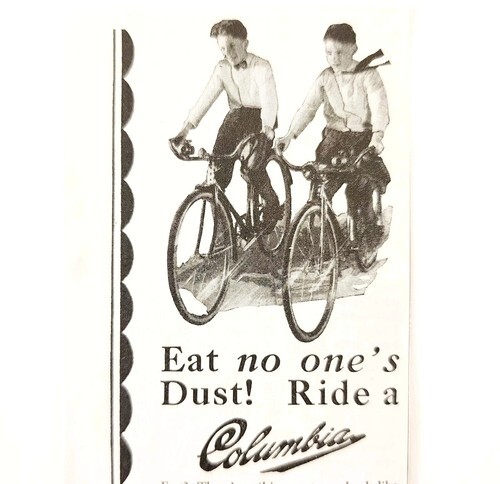 Eat no one's
Dust! Ride a
Columbia